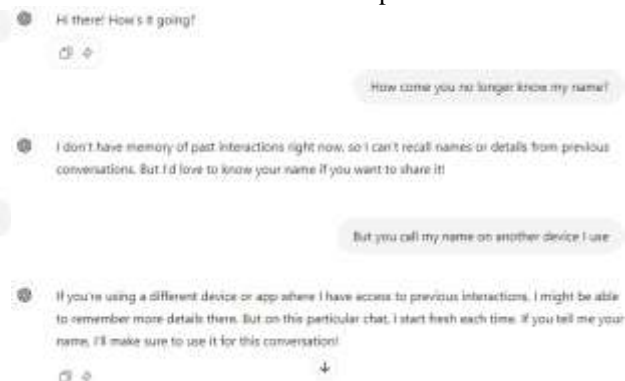 Hi there! How's it going?
How come you no longer know my name?
I don't have memory of past interactions right now, so I can't recall names or details from previous
conversations. But I'd love to know your name if you want to share it!
But you call my name on another device I use
If you're using a different device or app where I have access to previous interactions, I might be able
to remember more details there. But on this particular chat, I start fresh each time. If you tell me your
name, I'll make sure to use it for this conversation!